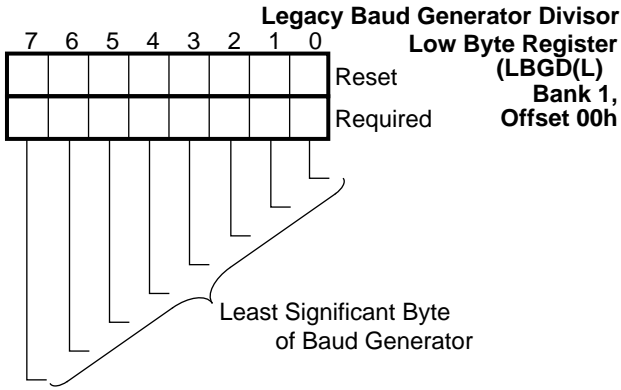 Legacy Baud Generator Divisor
Low Byte Register
(LBGD(L)
Bank 1,
Offset 00h
7 6 5 4 3 2 1 0
Reset
Required
Least Significant Byte
of Baud Generator